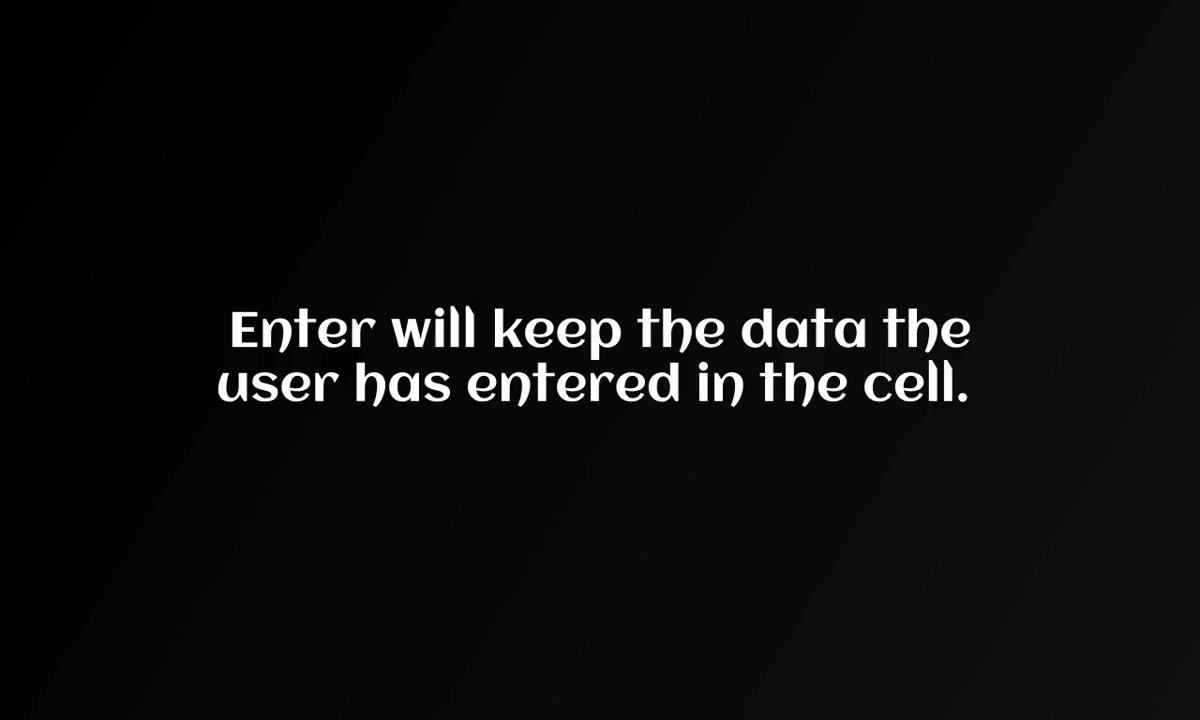 Enter will keep the data the
user has entered in the cell.